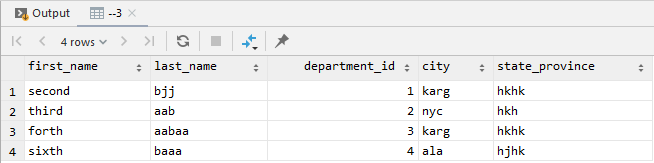 Output --3
4 rows
first_name last_name department_id city state_province
1 second bjj 1 karg hkhk
2 third aab 2 nyc hkh
3 forth aabaa 3 karg hkhk
4 sixth baaa 4 ala hjhk